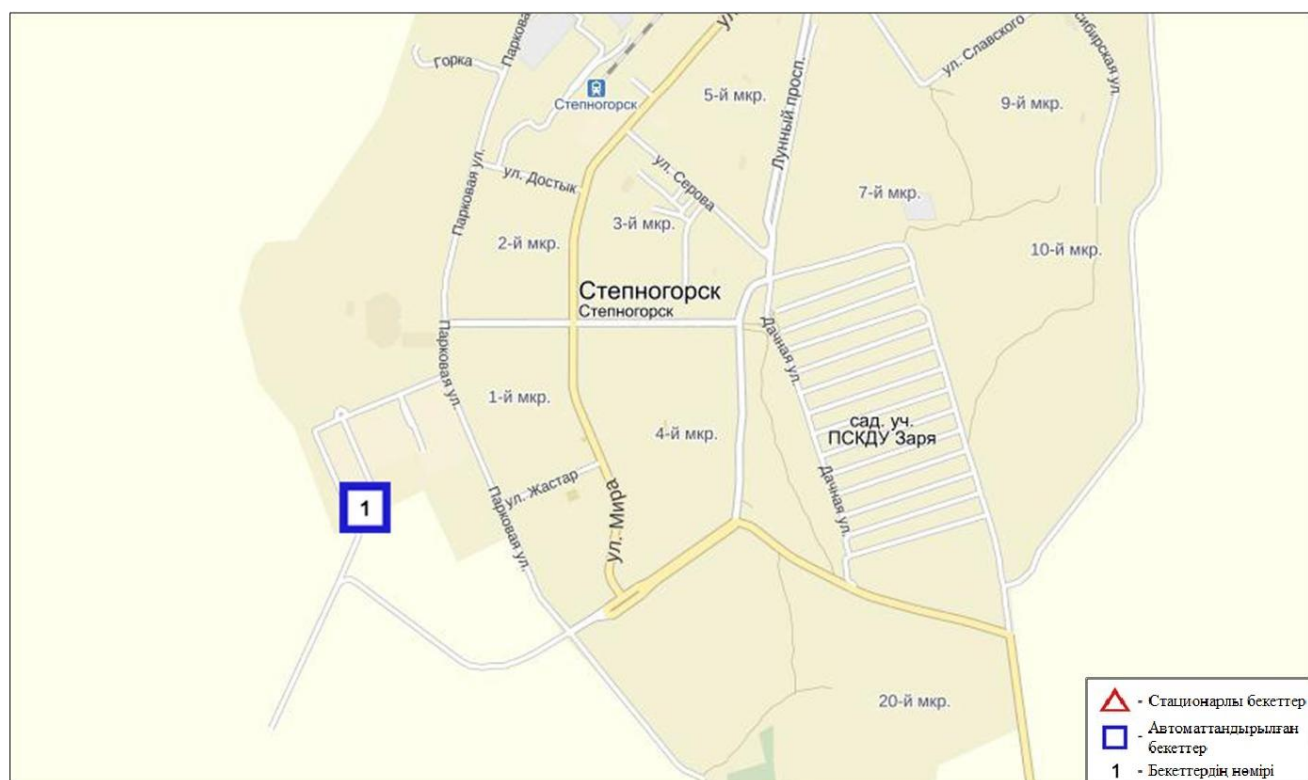 ул.
Горка
Парковая
Степногорск
5-й мкр.
Лунный просп.
ул. Славского
сибирская ул.
9-й мкр.
Парковая ул.
ул. Достык
ул. Серова
2-й мкр.
3-й мкр.
7-й мкр.
10-й мкр.
Степногорск
Степногорск
Парковая ул.
Дачная ул.
1-й мкр.
4-й мкр.
сад. уч.
ПСКДУ Заря
ул. Жастар
Парковая ул.
ул. Мира
Дачная ул.
1
20-й мкр.
- Стационарлы бекеттер
- Автоматтандырылған
бекеттер
1 - Бекеттердің нөмірі